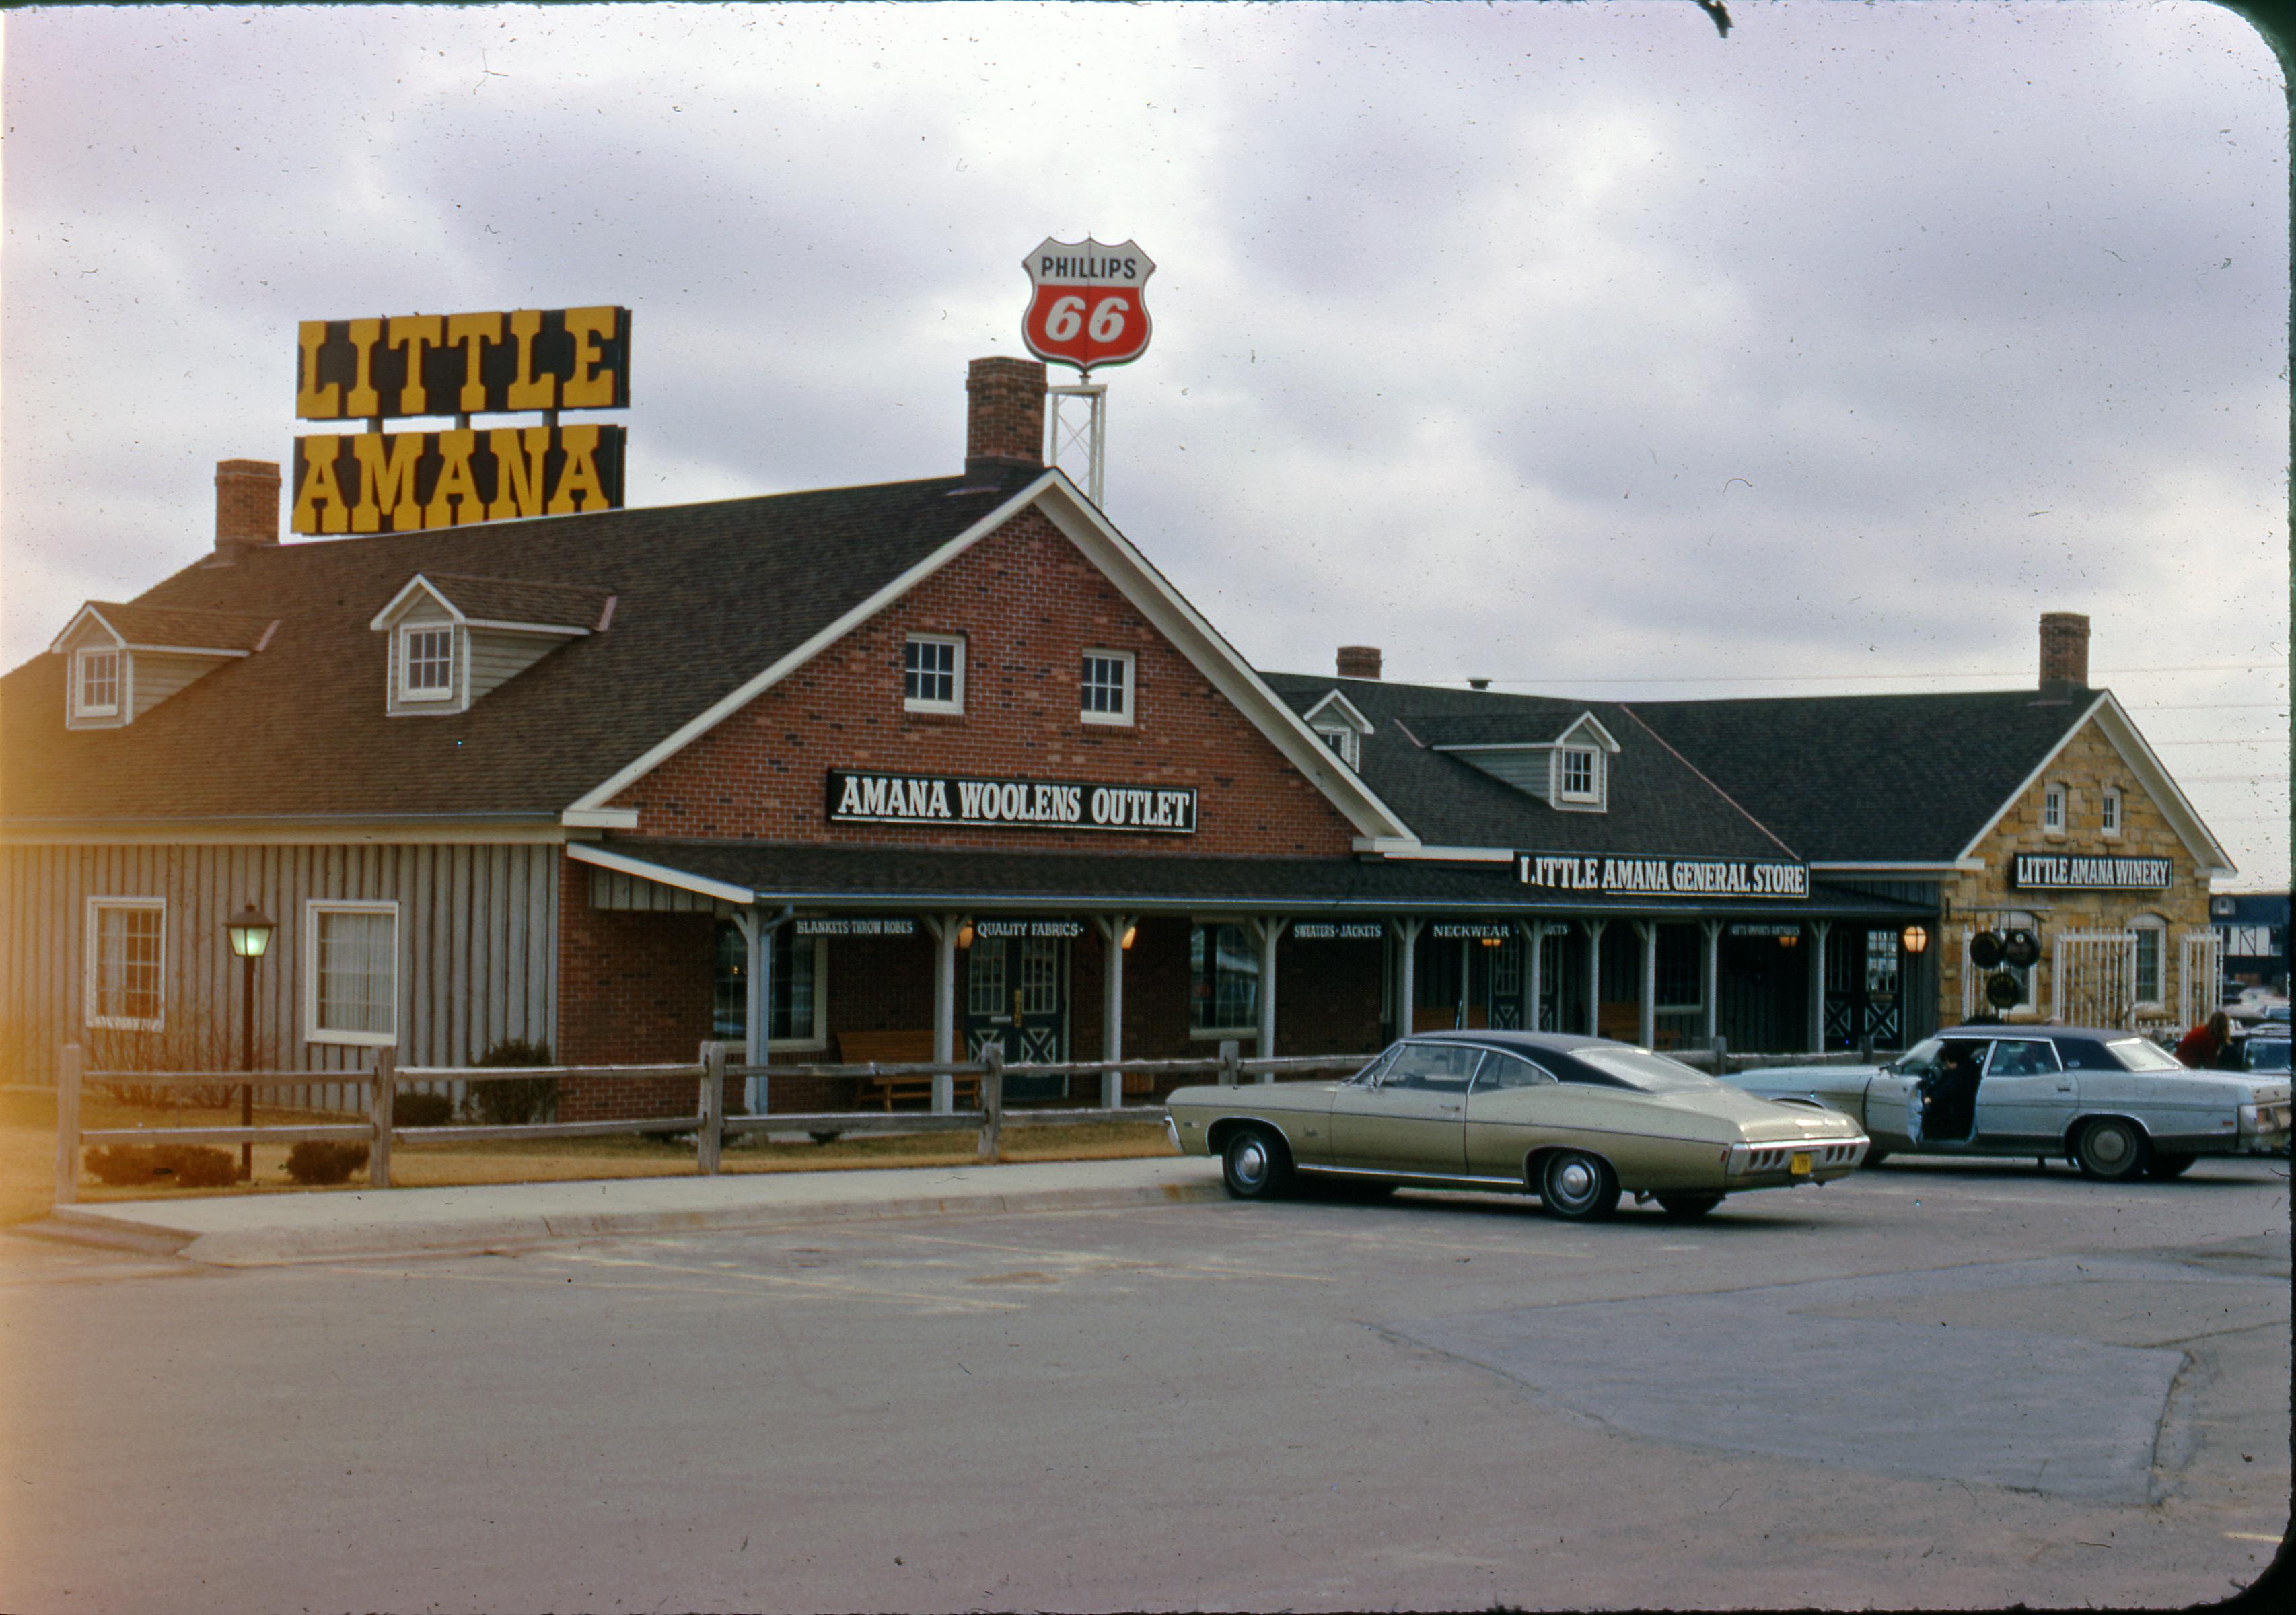 LITTLE
AMANA
PHILLIPS
66
AMANA WOOLENS OUTLET
LITTLE AMANA GENERAL STORE
LITTLE AMANA WINERY
BLANKETS·THROW ROBES
QUALITY FABRICS·
SWEATERS·JACKETS
NECKWEAR